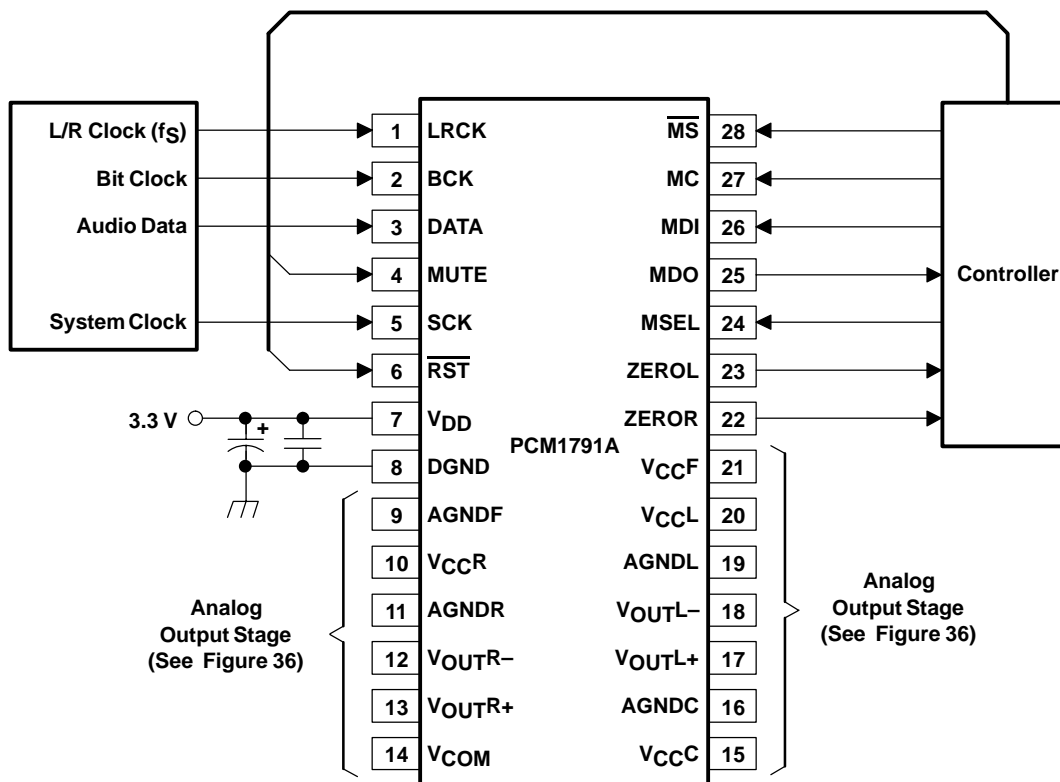 L/R Clock (fS)
Bit Clock
Audio Data
System Clock
3.3 V
+
Analog
Output Stage
(See Figure 36)
1 LRCK
2 BCK
3 DATA
4 MUTE
5 SCK
6 RST
7 VDD
8 DGND
9 AGNDF
10 VCCR
11 AGNDR
12 VOUTR–
13 VOUTR+
14 VCOM
PCM1791A
MS 28
MC 27
MDI 26
MDO 25
MSEL 24
ZEROL 23
ZEROR 22
VCCF 21
VCCL 20
AGNDL 19
VOUTL– 18
VOUTL+ 17
AGNDC 16
VCCC 15
Controller
Analog
Output Stage
(See Figure 36)